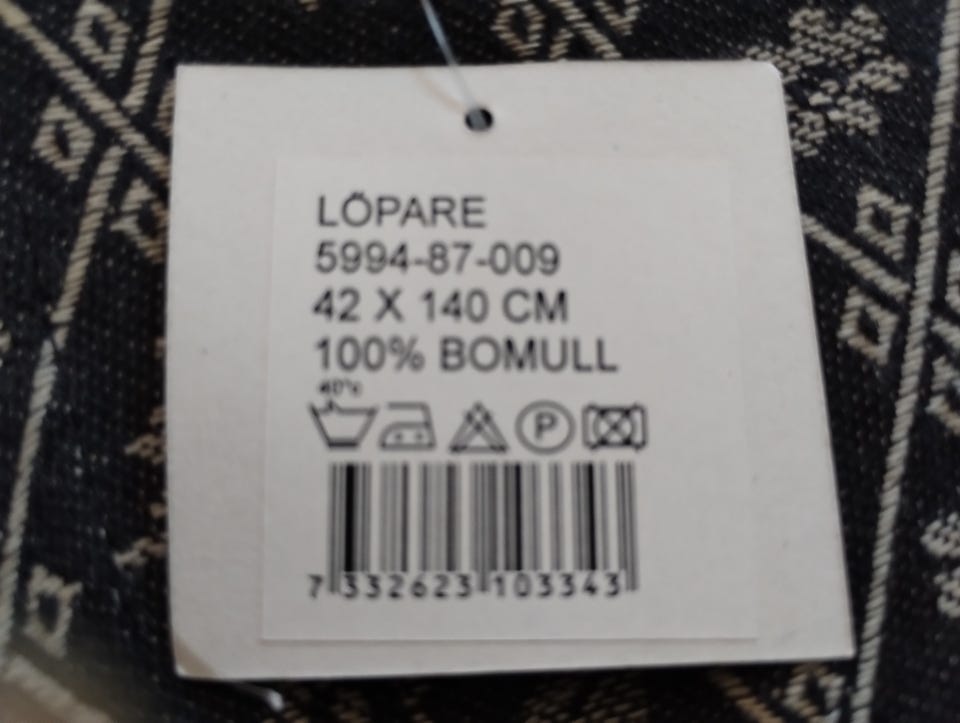 LÖPARE
5994-87-009
42 X 140 CM
100% BOMULL
40°c
P
7 332623 103343